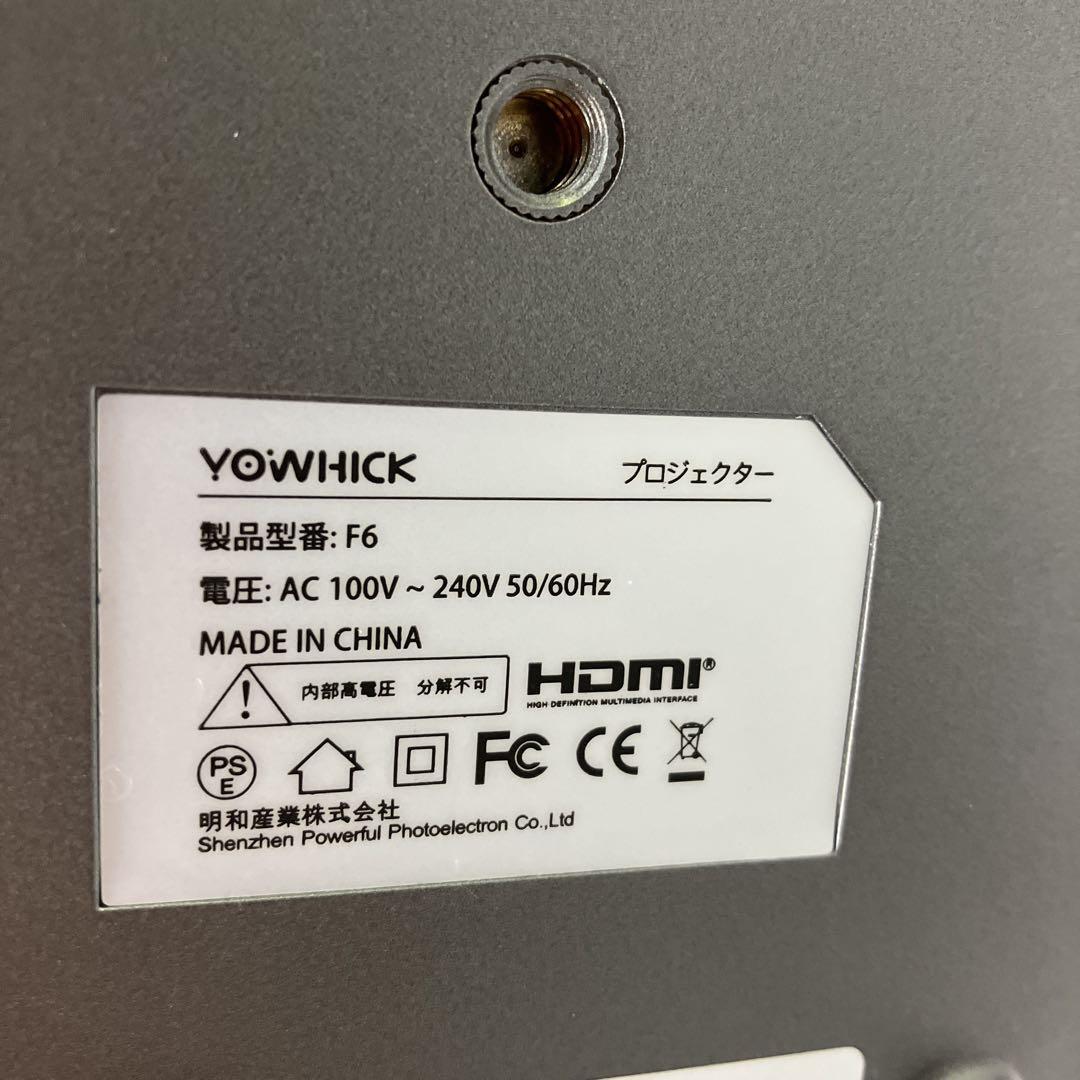 YOWHICK プロジェクター
製品型番: F6
電圧: AC 100V ~ 240V 50/60Hz
MADE IN CHINA
内部高電圧 分解不可
HDMI®
HIGH DEFINITION MULTIMEDIA INTERFACE
PS
E
FC CE
明和産業株式会社
Shenzhen Powerful Photoelectron Co.,Ltd